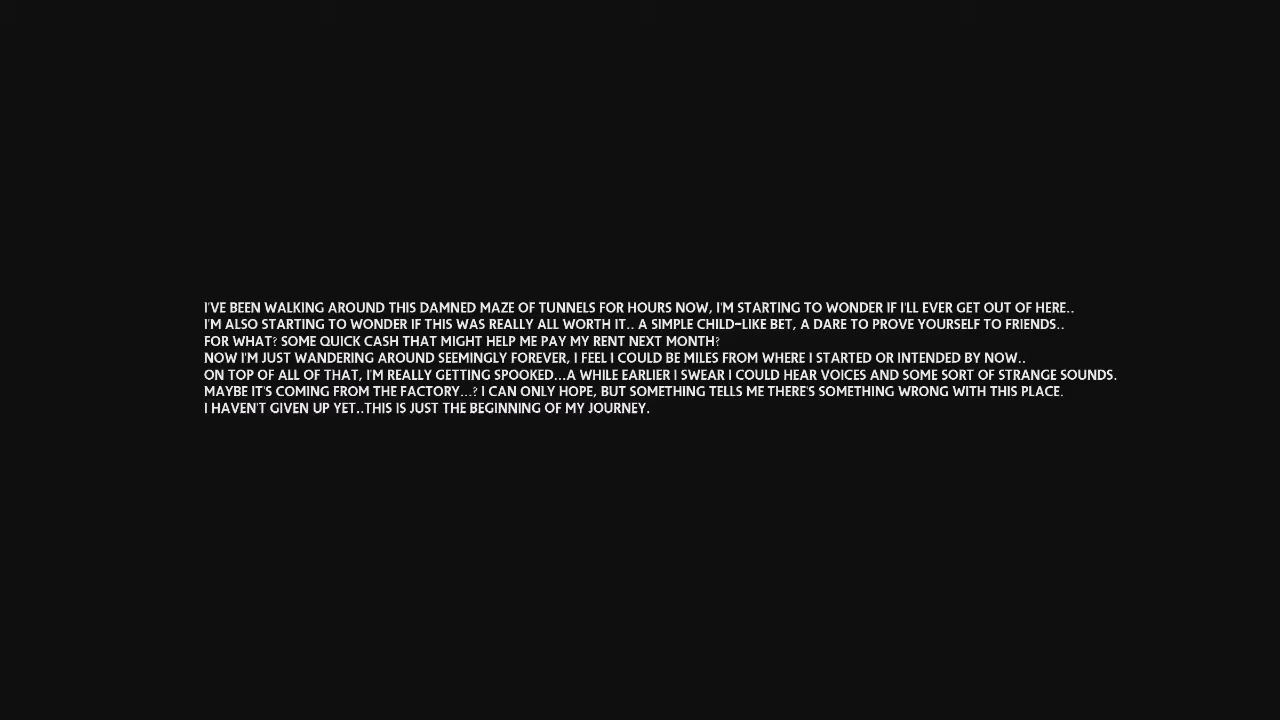 I'VE BEEN WALKING AROUND THIS DAMNED MAZE OF TUNNELS FOR HOURS NOW, I'M STARTING TO WONDER IF I'LL EVER GET OUT OF HERE..
I'M ALSO STARTING TO WONDER IF THIS WAS REALLY ALL WORTH IT.. A SIMPLE CHILD-LIKE BET, A DARE TO PROVE YOURSELF TO FRIENDS..
FOR WHAT? SOME QUICK CASH THAT MIGHT HELP ME PAY MY RENT NEXT MONTH?
NOW I'M JUST WANDERING AROUND SEEMINGLY FOREVER, I FEEL I COULD BE MILES FROM WHERE I STARTED OR INTENDED BY NOW..
ON TOP OF ALL OF THAT, I'M REALLY GETTING SPOOKED...A WHILE EARLIER I SWEAR I COULD HEAR VOICES AND SOME SORT OF STRANGE SOUNDS.
MAYBE IT'S COMING FROM THE FACTORY...? I CAN ONLY HOPE, BUT SOMETHING TELLS ME THERE'S SOMETHING WRONG WITH THIS PLACE.
I HAVEN'T GIVEN UP YET..THIS IS JUST THE BEGINNING OF MY JOURNEY.